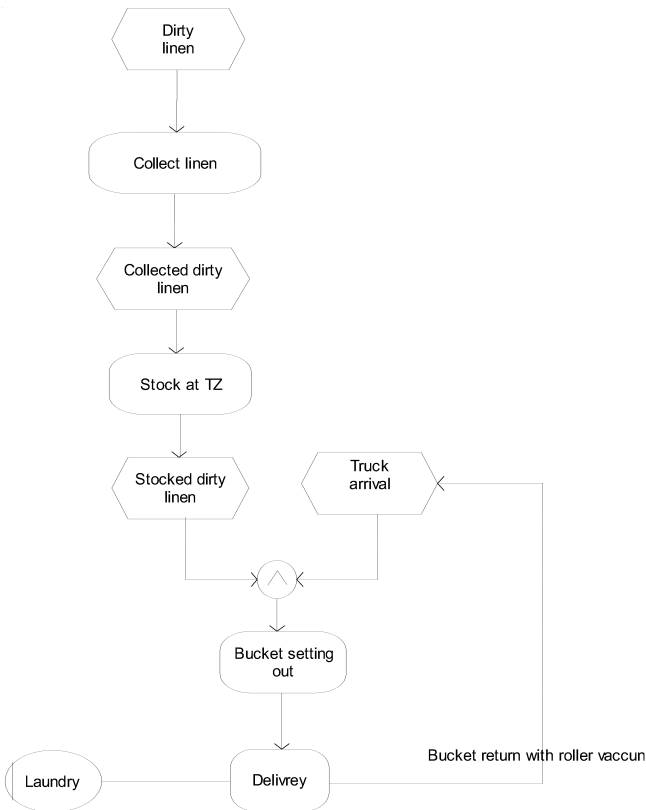 Dirty
linen
Collect linen
Collected dirty
linen
Stock at TZ
Stocked dirty
linen
Truck
arrival
Bucket setting
out
Bucket return with roller vaccun
Laundry
Delivrey